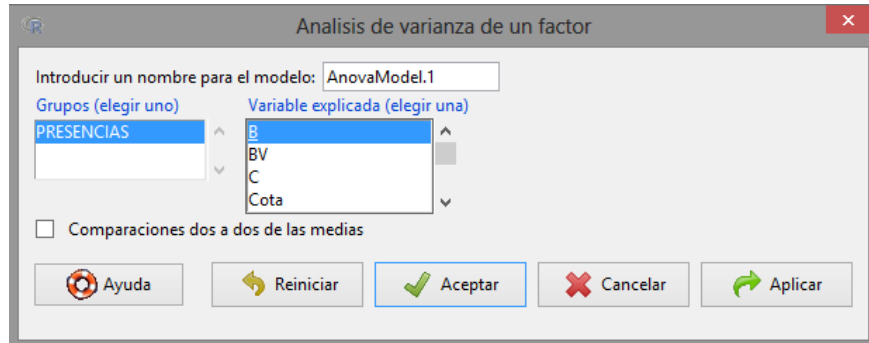 Analisis de varianza de un factor
Introducir un nombre para el modelo: AnovaModel.1
Grupos (elegir uno) Variable explicada (elegir una)
PRESENCIAS B
BV
C
Cota
Comparaciones dos a dos de las medias
Ayuda Reiniciar Aceptar Cancelar Aplicar